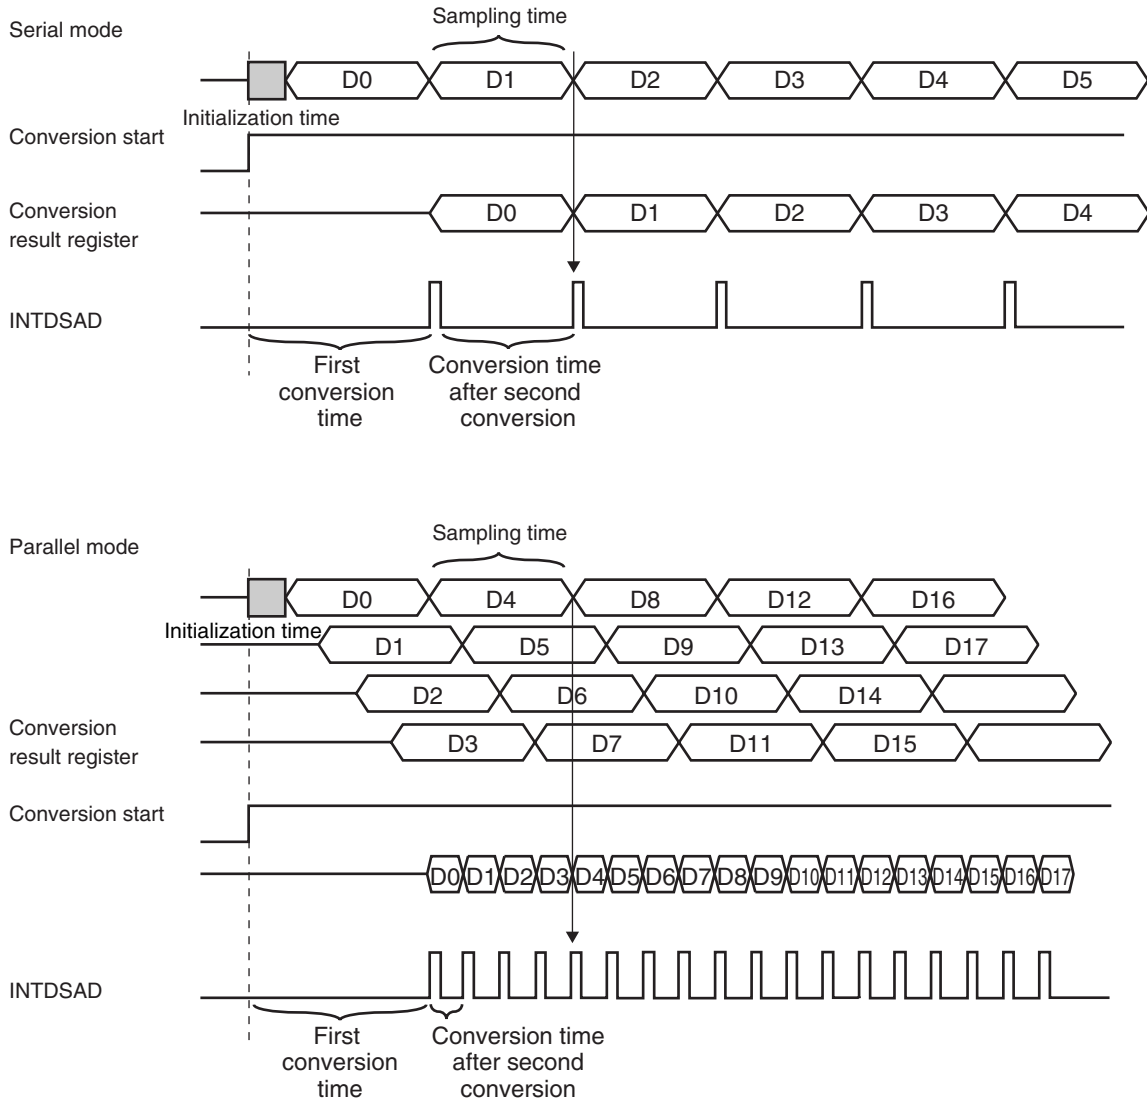 Sampling time
Serial mode
D0 D1 D2 D3 D4 D5
Initialization time
Conversion start
Conversion
result register
D0 D1 D2 D3 D4
INTDSAD
First
conversion
time
Conversion time
after second
conversion
Sampling time
Parallel mode
D0 D4 D8 D12 D16
Initialization time
D1 D5 D9 D13 D17
D2 D6 D10 D14
Conversion
result register
D3 D7 D11 D15
Conversion start
D0 D1 D2 D3 D4 D5 D6 D7 D8 D9 D10 D11 D12 D13 D14 D15 D16 D17
INTDSAD
First
conversion
time
Conversion time
after second
conversion